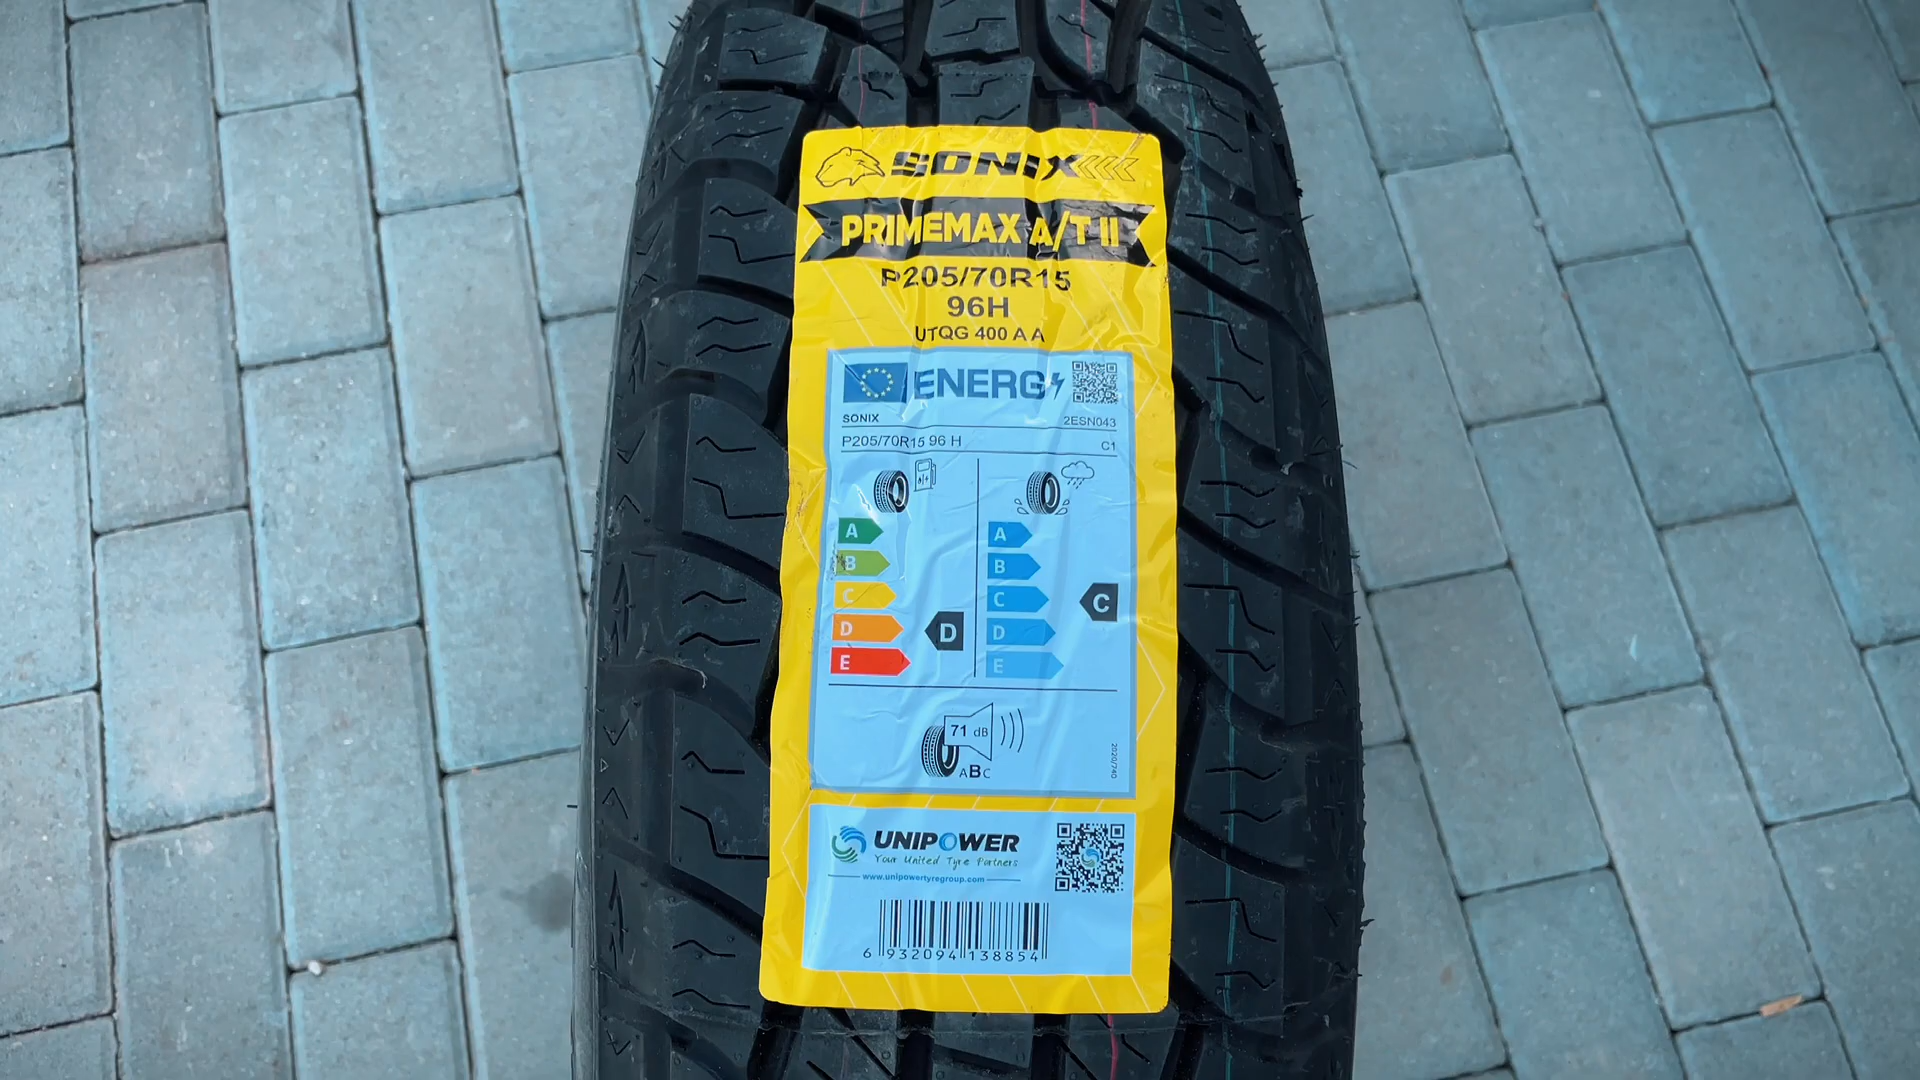 SONIX
PRIMEMAX A/T II
P205/70R15
96H
UTQG 400 A A
ENERG
SONIX 2ESN043
P205/70R15 96 H C1
A A
B B
C C C
D D D
E E
71 dB
ABC
2020/740
UNIPOWER
Your United Tyre Partners
www.unipowertyregroup.com
6 932094 138854